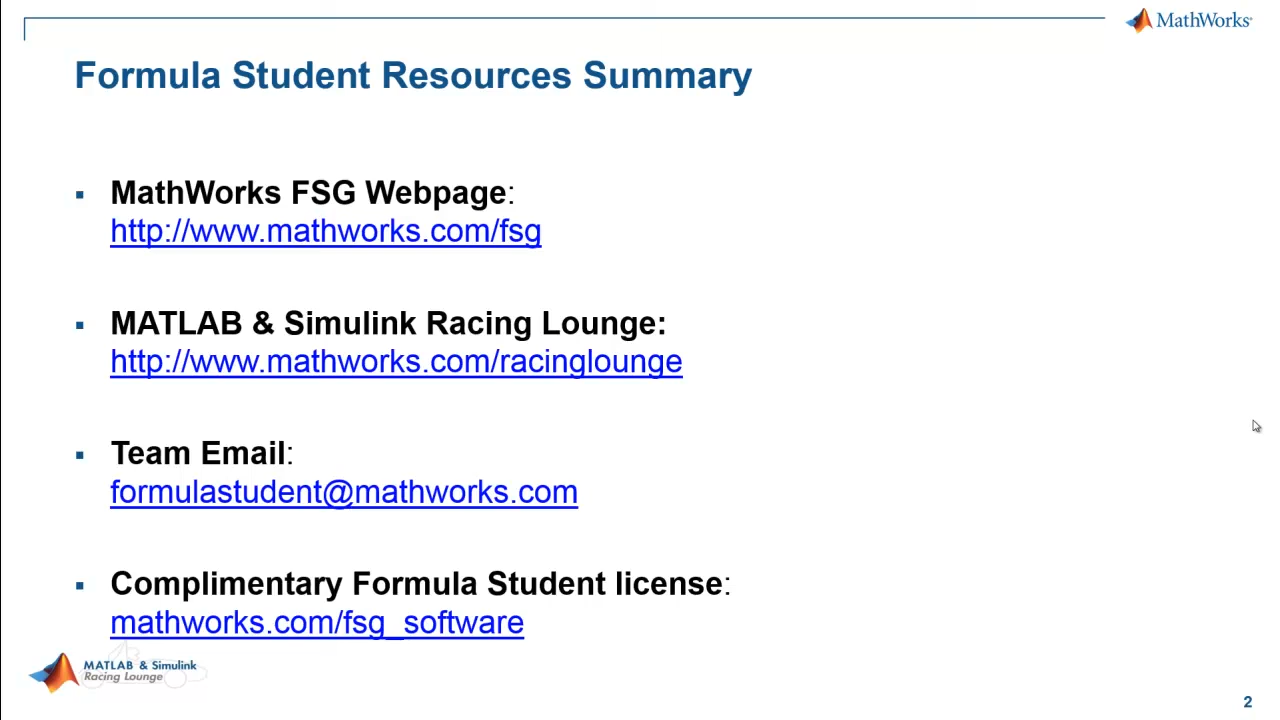 MathWorks
Formula Student Resources Summary
MathWorks FSG Webpage:
http://www.mathworks.com/fsg
MATLAB & Simulink Racing Lounge:
http://www.mathworks.com/racinglounge
Team Email:
formulastudent@mathworks.com
Complimentary Formula Student license:
mathworks.com/fsg_software
MATLAB & Simulink
Racing Lounge
2